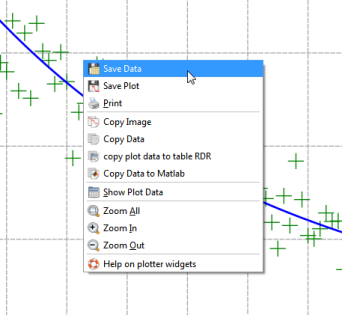 Save Data
Save Plot
Print
Copy Image
Copy Data
copy plot data to table RDR
Copy Data to Matlab
Show Plot Data
Zoom All
Zoom In
Zoom Out
Help on plotter widgets